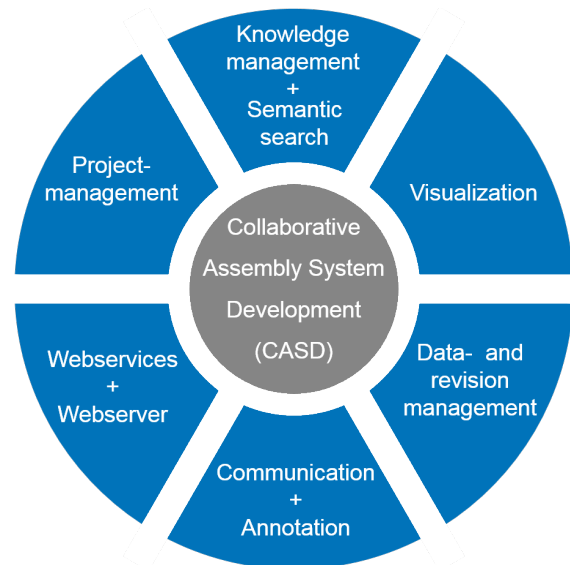 Knowledge
management
+
Semantic
search
Visualization
Data- and
revision
management
Communication
+
Annotation
Webservices
+
Webserver
Project-
management
Collaborative
Assembly System
Development
(CASD)